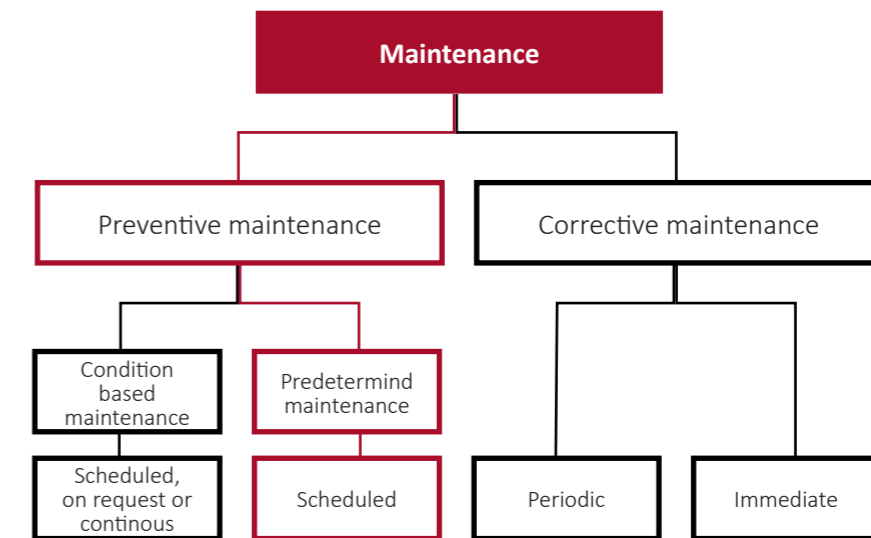 Maintenance
Preventive maintenance
Corrective maintenance
Condition
based
maintenance
Predetermind
maintenance
Scheduled,
on request or
continous
Scheduled
Periodic
Immediate